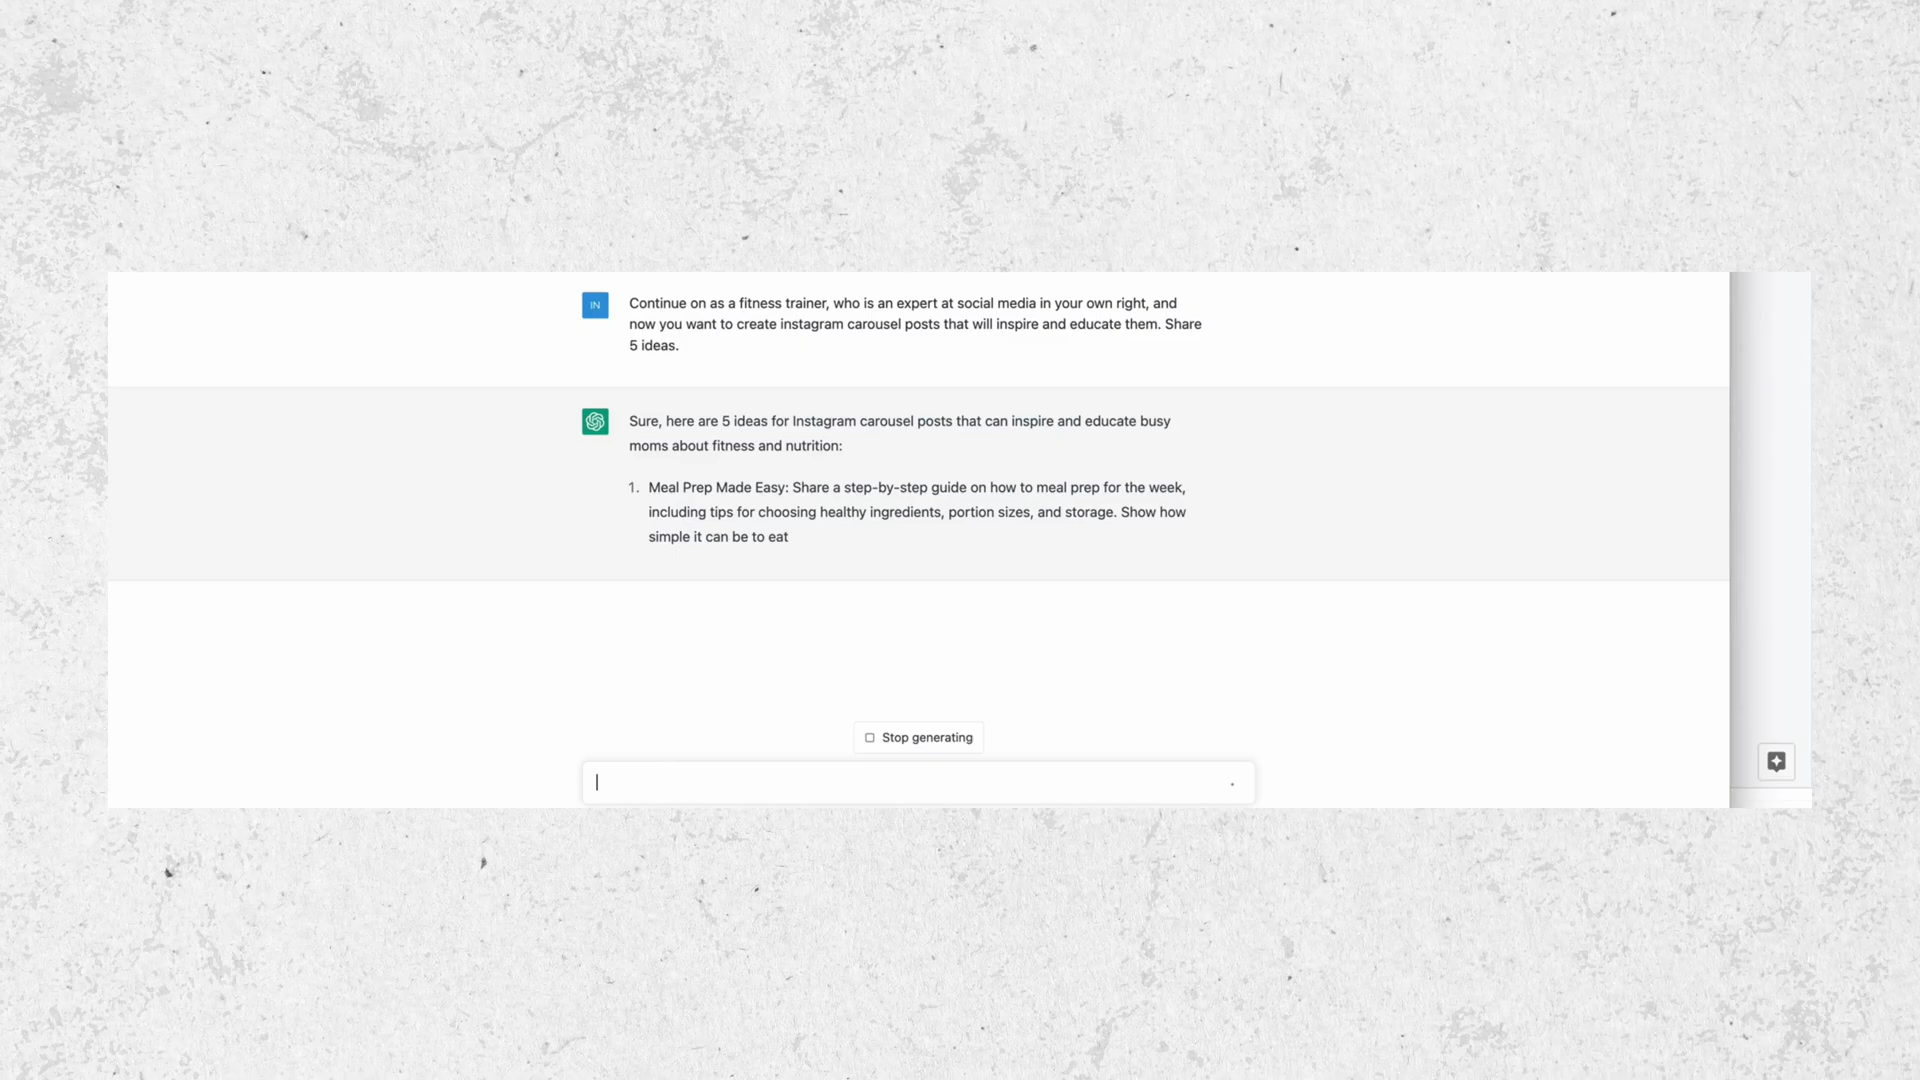 IN
Continue on as a fitness trainer, who is an expert at social media in your own right, and
now you want to create instagram carousel posts that will inspire and educate them. Share
5 ideas.
Sure, here are 5 ideas for Instagram carousel posts that can inspire and educate busy
moms about fitness and nutrition:
1. Meal Prep Made Easy: Share a step-by-step guide on how to meal prep for the week,
including tips for choosing healthy ingredients, portion sizes, and storage. Show how
simple it can be to eat
Stop generating